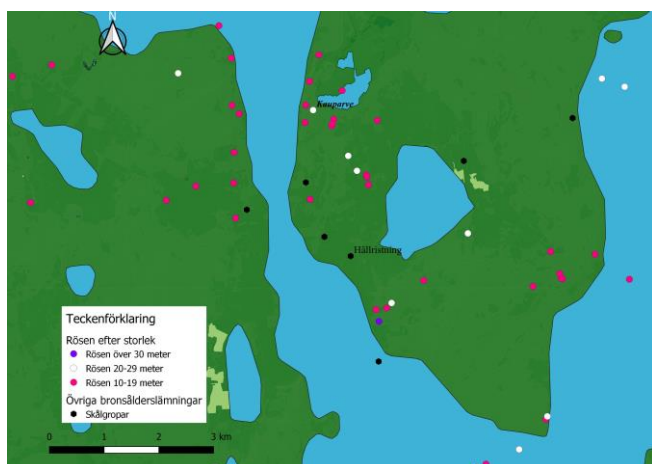 N
Kauparve
Hällristning
Teckenförklaring
Rösen efter storlek
Rösen över 30 meter
Rösen 20-29 meter
Rösen 10-19 meter
Övriga bronsålderslämningar
Skålgropar
0 1 2 3 km